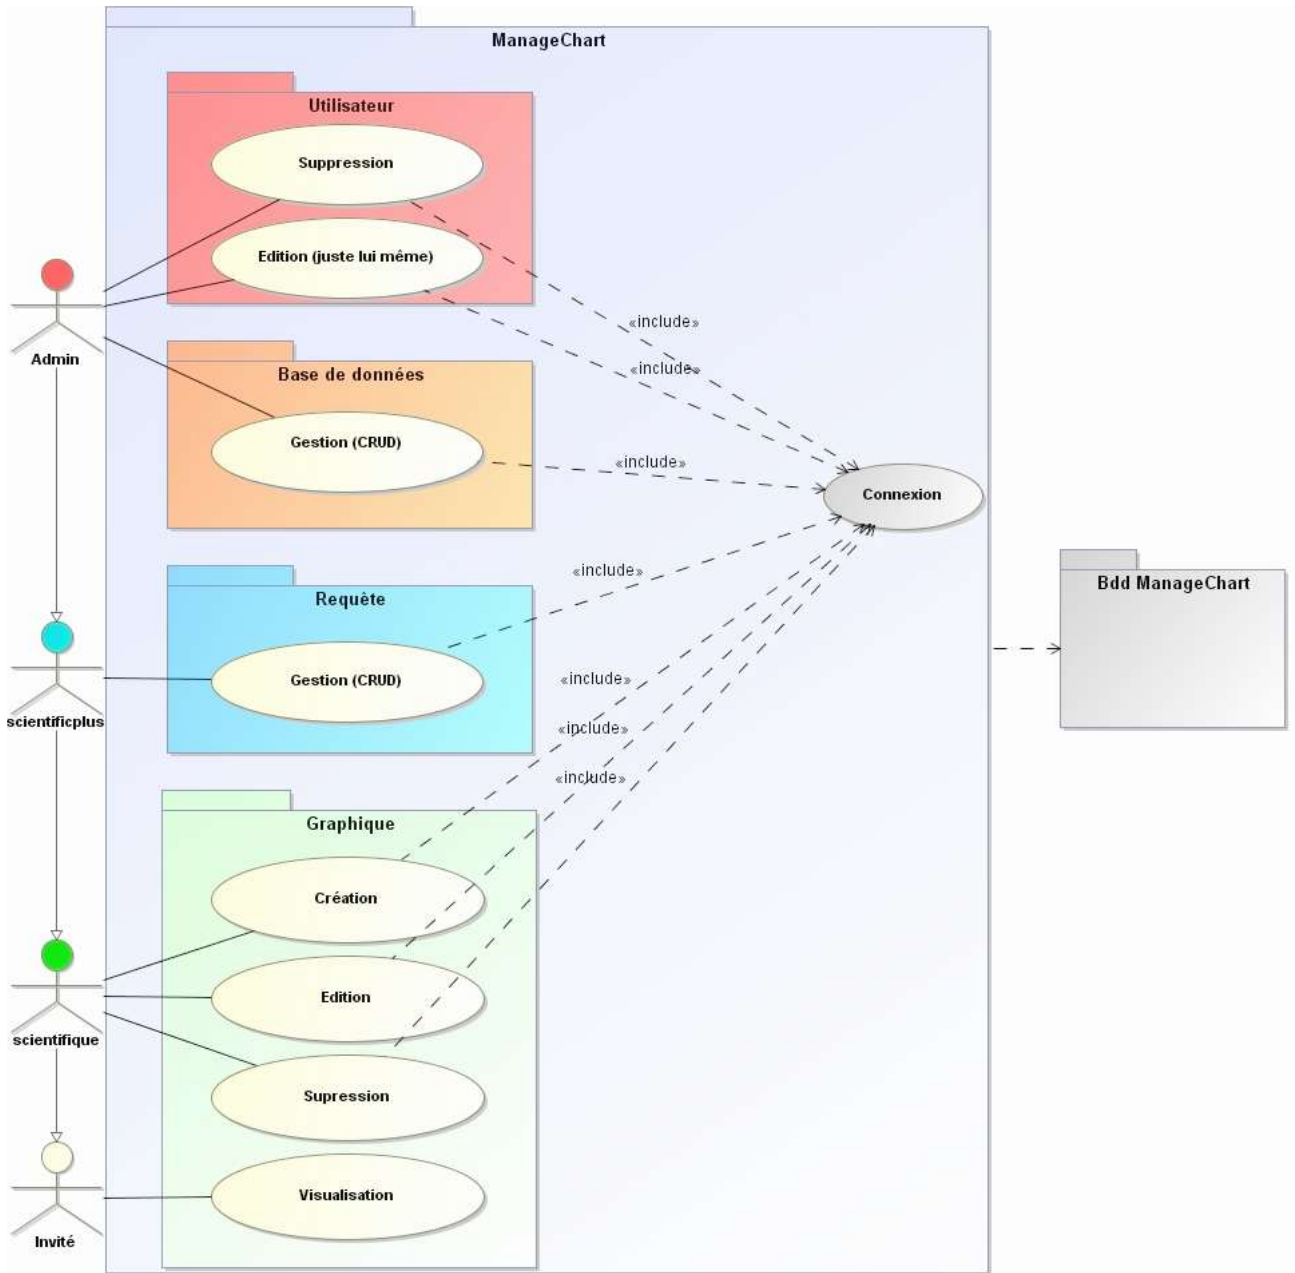 ManageChart
Utilisateur
Suppression
Edition (juste lui même)
Admin
«include»
«include»
Base de données
Gestion (CRUD)
«include»
Connexion
Bdd ManageChart
Requète
«include»
Gestion (CRUD)
scientificplus
«include»
«include»
«include»
Graphique
Création
Edition
scientifique
Supression
Visualisation
Invité